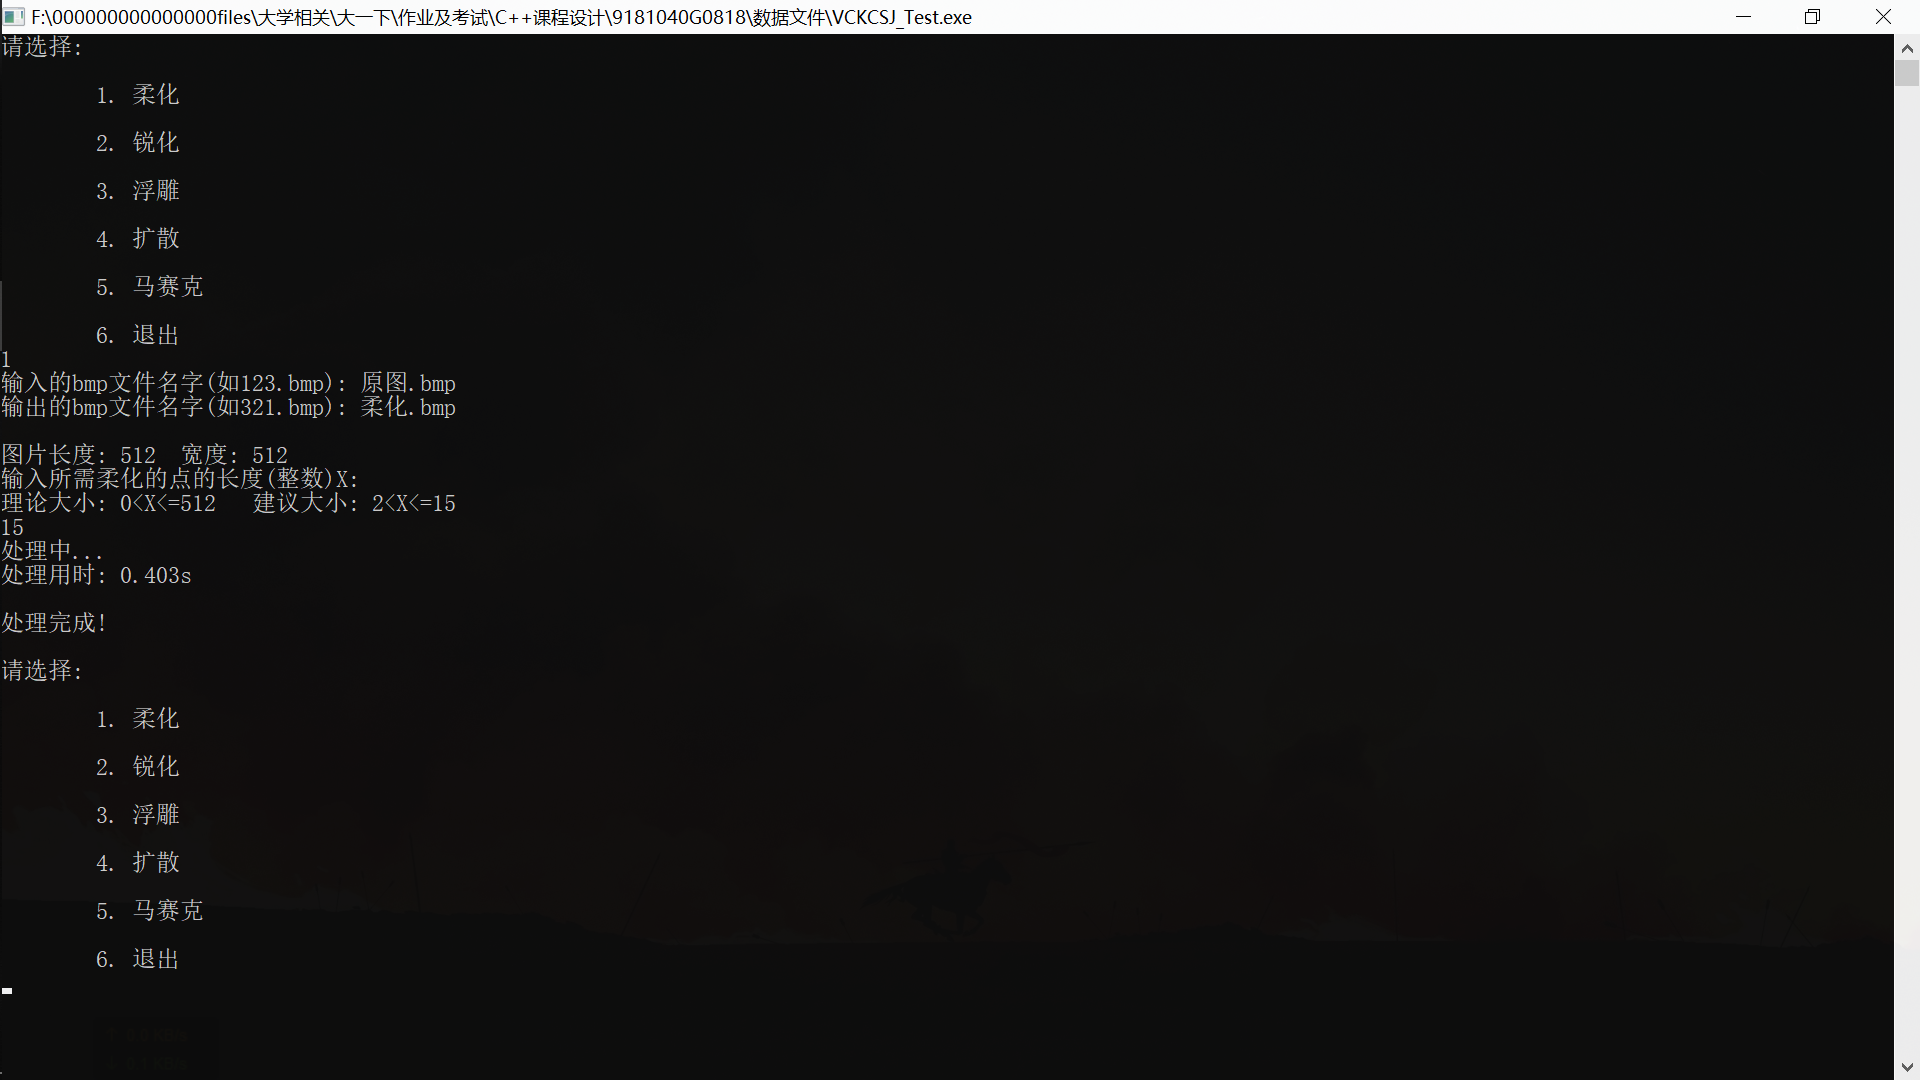 F:\000000000000000files\大学相关\大一下\作业及考试\C++课程设计\9181040G0818\数据文件\VCKCSJ_Test.exe
请选择:
1. 柔化
2. 锐化
3. 浮雕
4. 扩散
5. 马赛克
6. 退出
1
输入的bmp文件名字(如123.bmp): 原图.bmp
输出的bmp文件名字(如321.bmp): 柔化.bmp
图片长度: 512  宽度: 512
输入所需柔化的点的长度(整数)X:
理论大小: 0<X<=512   建议大小: 2<X<=15
15
处理中...
处理用时: 0.403s
处理完成!
请选择:
1. 柔化
2. 锐化
3. 浮雕
4. 扩散
5. 马赛克
6. 退出